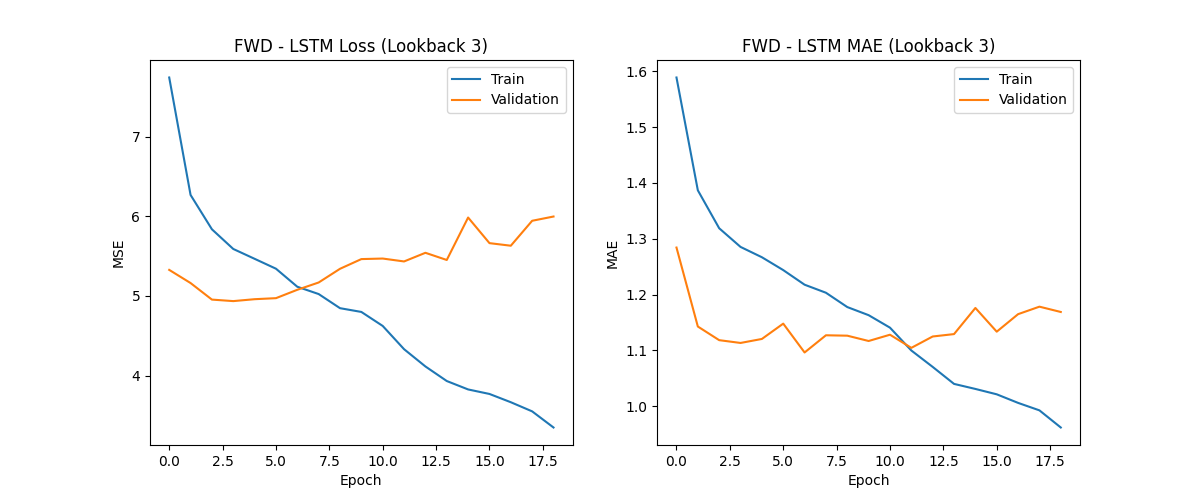 FWD - LSTM Loss (Lookback 3)
Train
Validation
7
6
5
4
MSE
0.0 2.5 5.0 7.5 10.0 12.5 15.0 17.5
Epoch
FWD - LSTM MAE (Lookback 3)
Train
Validation
1.6
1.5
1.4
1.3
1.2
1.1
1.0
MAE
0.0 2.5 5.0 7.5 10.0 12.5 15.0 17.5
Epoch